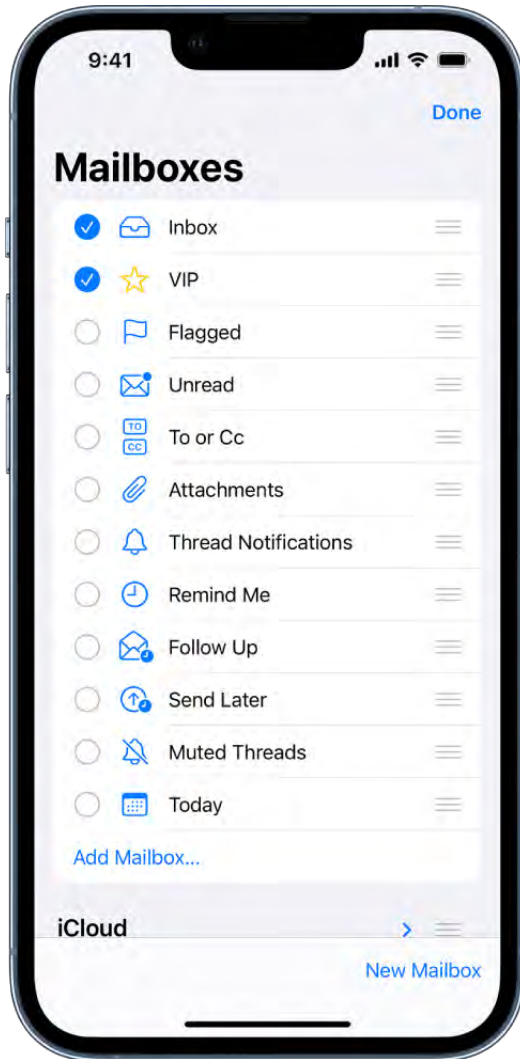 9:41
Done
Mailboxes
Inbox
VIP
Flagged
Unread
TO
CC
To or Cc
Attachments
Thread Notifications
Remind Me
Follow Up
Send Later
Muted Threads
Today
Add Mailbox...
iCloud
New Mailbox